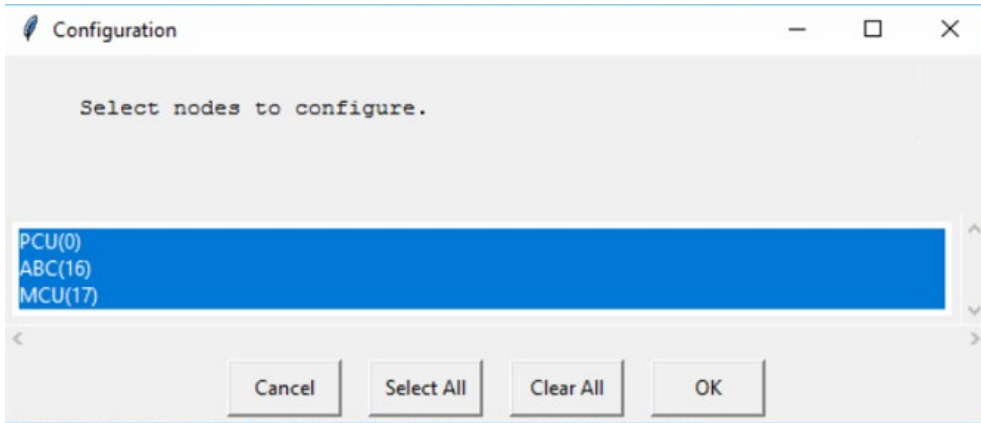 Configuration
Select nodes to configure.
PCU(0)
ABC(16)
MCU(17)
Cancel Select All Clear All OK